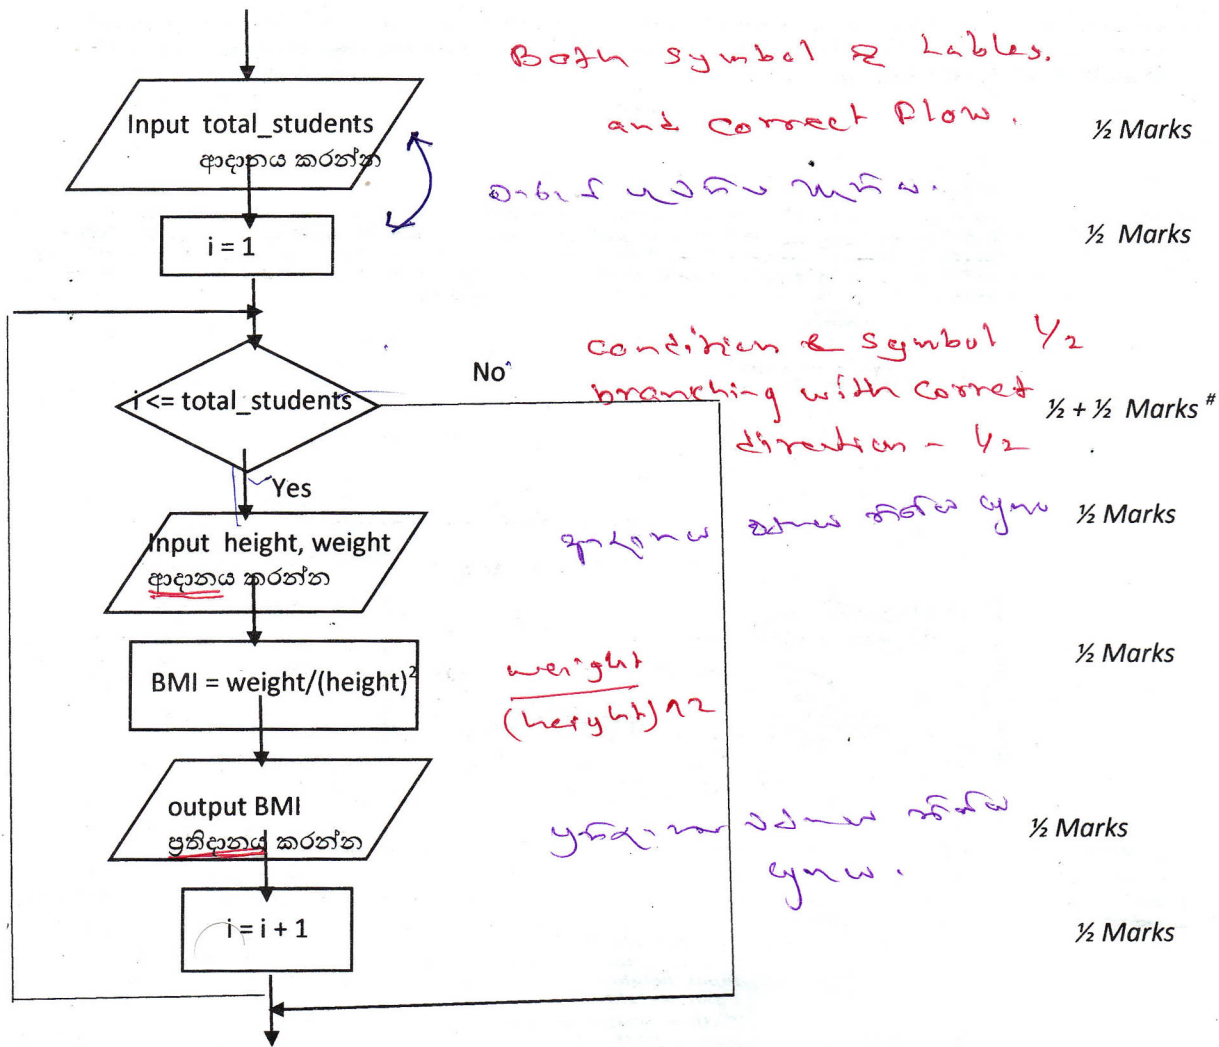 Both symbol & Lables.
and correct flow.
½ Marks
Input total_students
ආදානය කරන්න
½ Marks
i = 1
condition & symbol 1/2
No
branching with correct
½ + ½ Marks #
i <= total_students
direction - 1/2
Yes
½ Marks
Input height, weight
ආදානය කරන්න
½ Marks
BMI = weight/(height)²
weight
(height)^2
output BMI
ප්‍රතිදානය කරන්න
½ Marks
i = i + 1
½ Marks